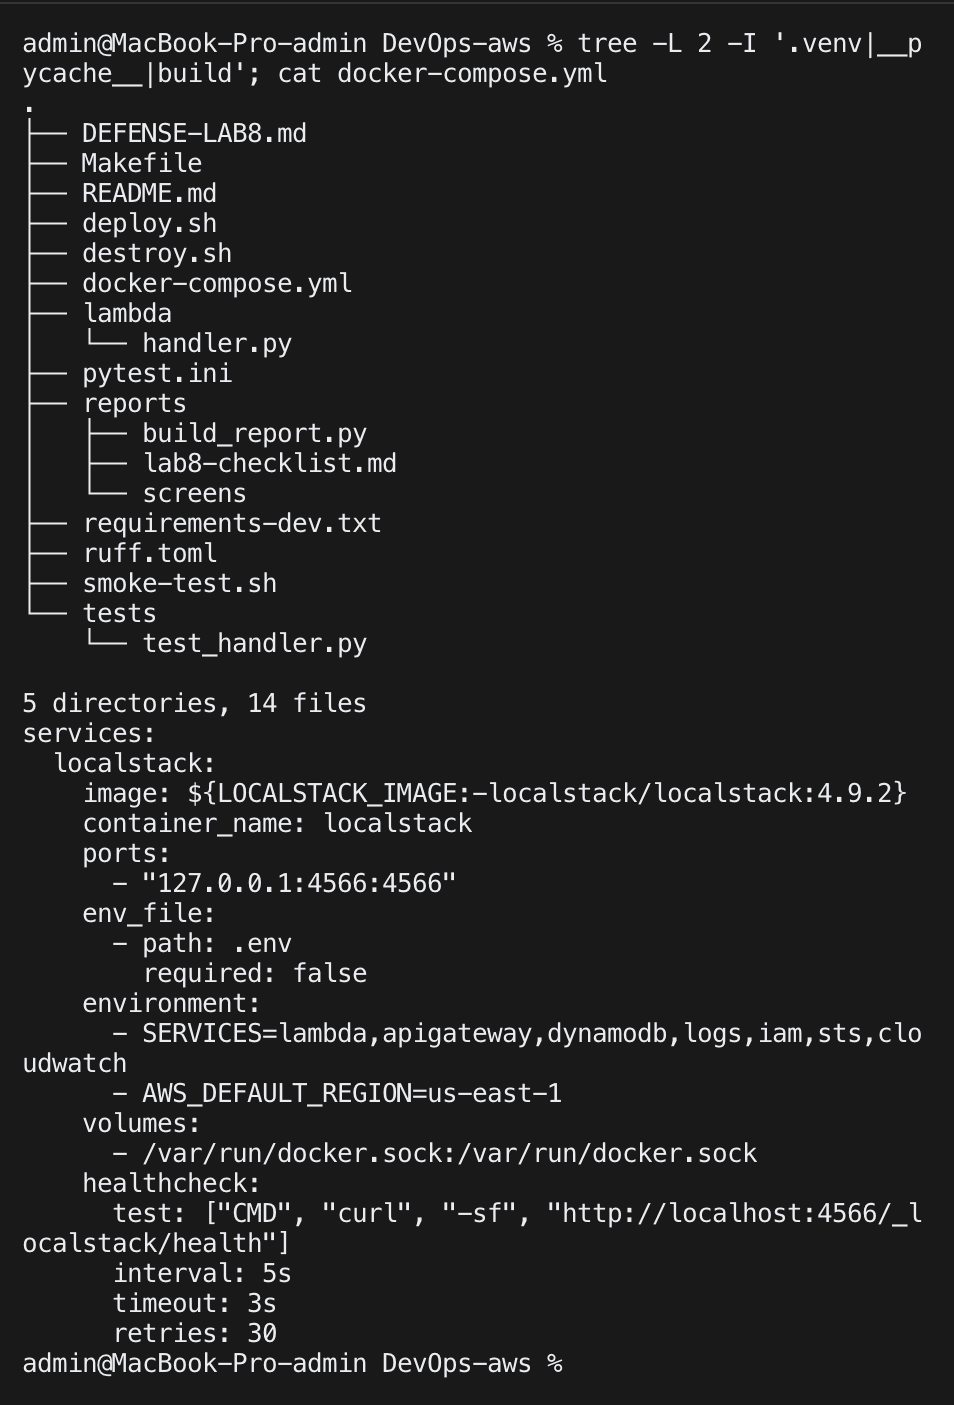 admin@MacBook-Pro-admin DevOps-aws % tree -L 2 -I '.venv|__p
ycache__|build'; cat docker-compose.yml
.
├── DEFENSE-LAB8.md
├── Makefile
├── README.md
├── deploy.sh
├── destroy.sh
├── docker-compose.yml
├── lambda
│   └── handler.py
├── pytest.ini
├── reports
│   ├── build_report.py
│   ├── lab8-checklist.md
│   └── screens
├── requirements-dev.txt
├── ruff.toml
├── smoke-test.sh
└── tests
    └── test_handler.py

5 directories, 14 files
services:
  localstack:
    image: ${LOCALSTACK_IMAGE:-localstack/localstack:4.9.2}
    container_name: localstack
    ports:
      - "127.0.0.1:4566:4566"
    env_file:
      - path: .env
        required: false
    environment:
      - SERVICES=lambda,apigateway,dynamodb,logs,iam,sts,clo
udwatch
      - AWS_DEFAULT_REGION=us-east-1
    volumes:
      - /var/run/docker.sock:/var/run/docker.sock
    healthcheck:
      test: ["CMD", "curl", "-sf", "http://localhost:4566/_l
ocalstack/health"]
      interval: 5s
      timeout: 3s
      retries: 30
admin@MacBook-Pro-admin DevOps-aws %